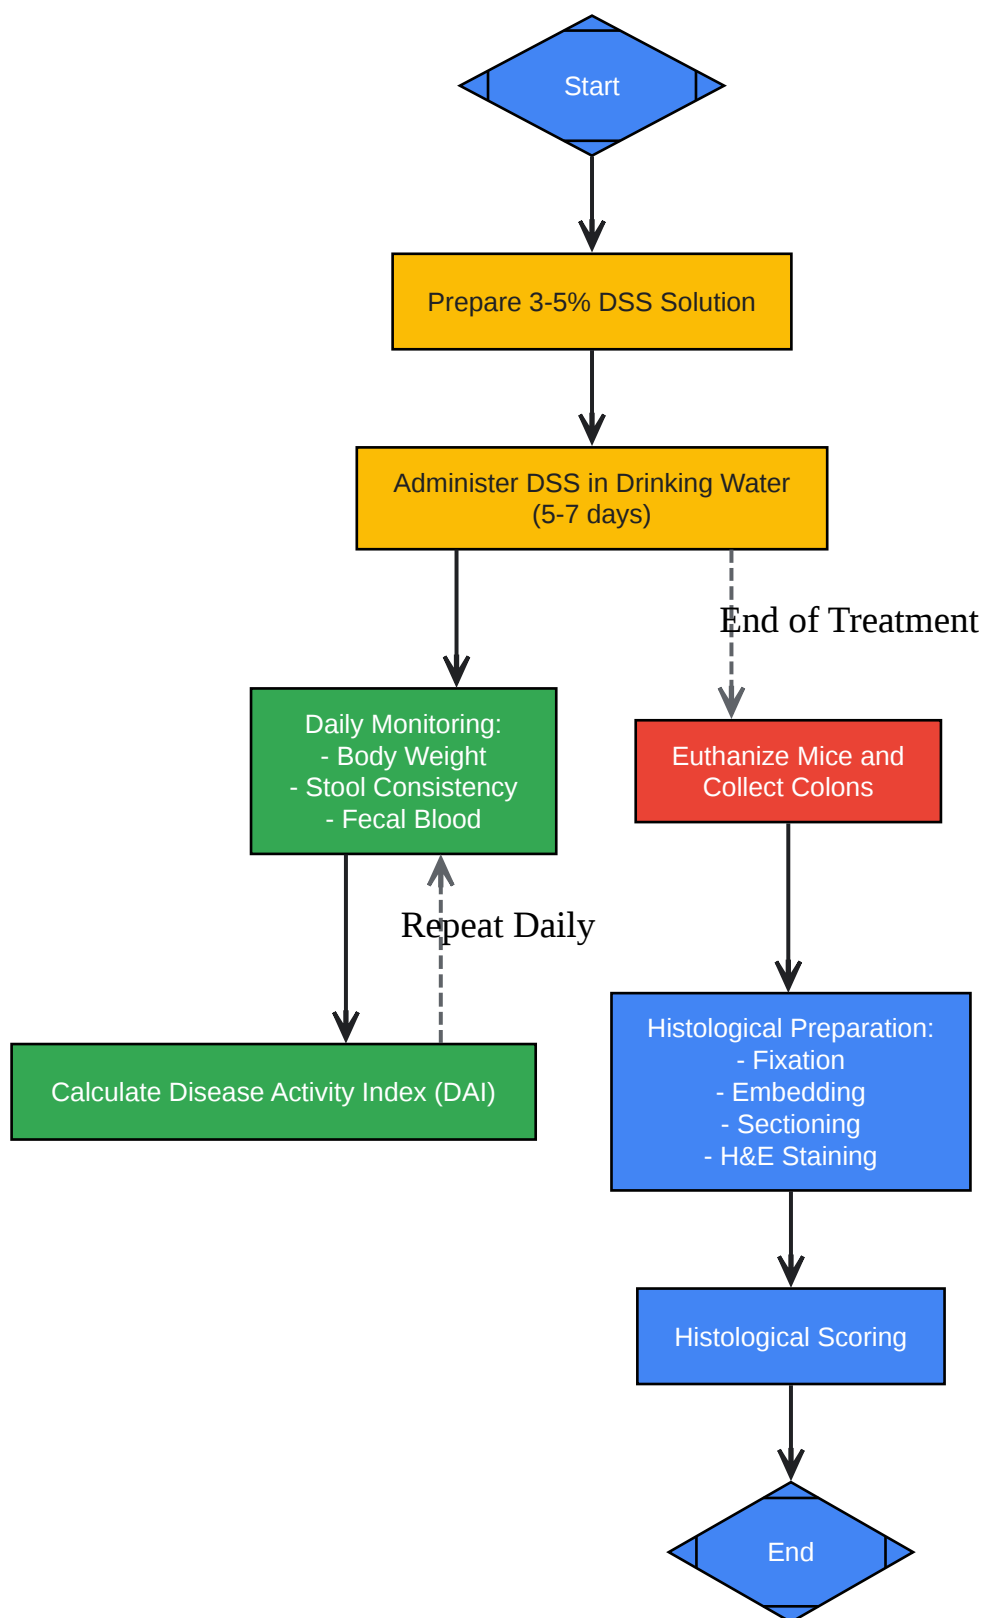 Start
Prepare 3-5% DSS Solution
Administer DSS in Drinking Water
(5-7 days)
End of Treatment
Daily Monitoring:
- Body Weight
- Stool Consistency
- Fecal Blood
Euthanize Mice and
Collect Colons
Repeat Daily
Calculate Disease Activity Index (DAI)
Histological Preparation:
- Fixation
- Embedding
- Sectioning
- H&E Staining
Histological Scoring
End